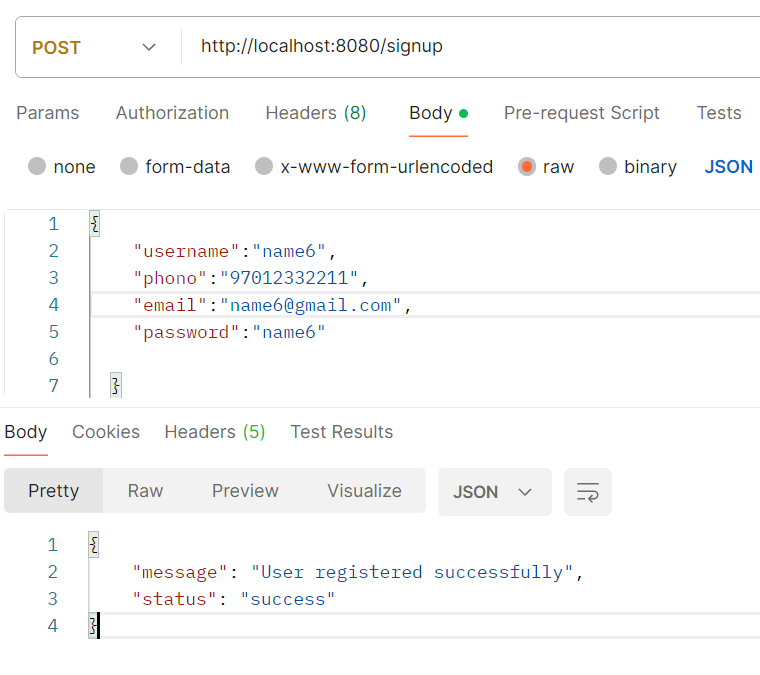 POST http://localhost:8080/signup
Params Authorization Headers (8) Body Pre-request Script Tests
none form-data x-www-form-urlencoded raw binary JSON
1 {
2 "username":"name6",
3 "phono":"97012332211",
4 "email":"name6@gmail.com",
5 "password":"name6"
6
7 }
Body Cookies Headers (5) Test Results
Pretty Raw Preview Visualize JSON
1 {
2 "message": "User registered successfully",
3 "status": "success"
4 }